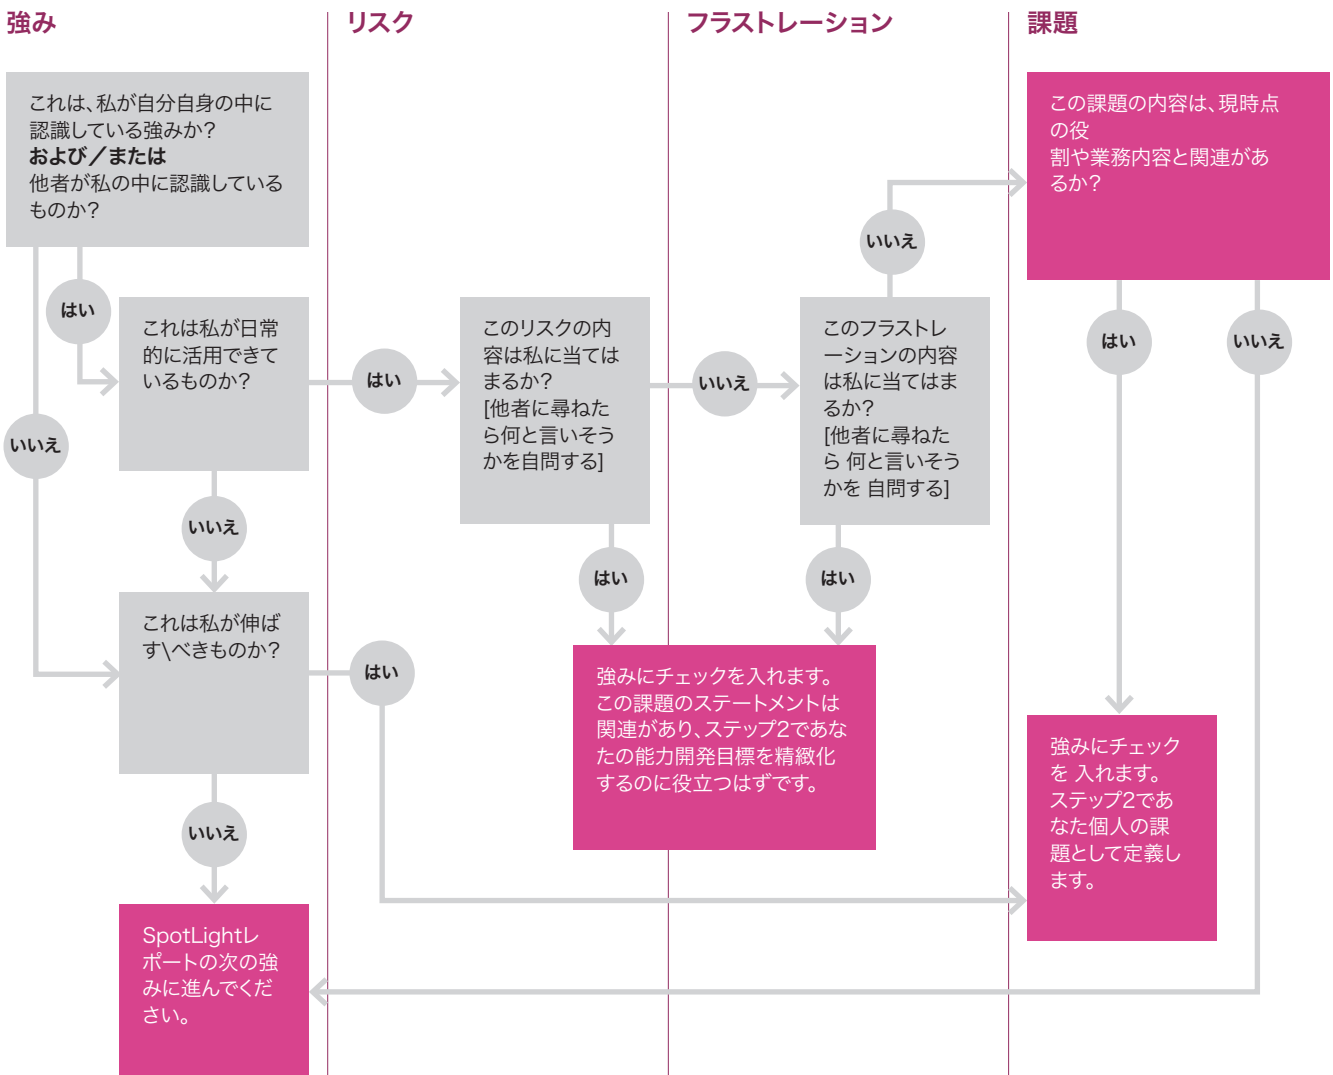 強み
リスク
フラストレーション
課題
これは、私が自分自身の中に
認識している強みか？
および／または
他者が私の中に認識している
ものか？
この課題の内容は、現時点
の役
割や業務内容と関連があ
るか？
いいえ
はい
これは私が日常
的に活用できて
いるものか？
はい
このリスクの内
容は私に当ては
まるか？
[他者に尋ねた
ら何と言いそう
かを自問する]
いいえ
このフラストレ
ーションの内容
は私に当てはま
るか？
[他者に尋ねた
ら 何と言いそう
かを 自問する]
はい
いいえ
いいえ
いいえ
はい
はい
これは私が伸ば
す\べきものか？
はい
強みにチェックを入れます。
この課題のステートメントは
関連があり、ステップ2であな
たの能力開発目標を精緻化
するのに役立つはずです。
強みにチェック
を 入れます。
ステップ2であ
なた個人の課
題として定義し
ます。
いいえ
SpotLightレ
ポートの次の強
みに進んでくだ
さい。